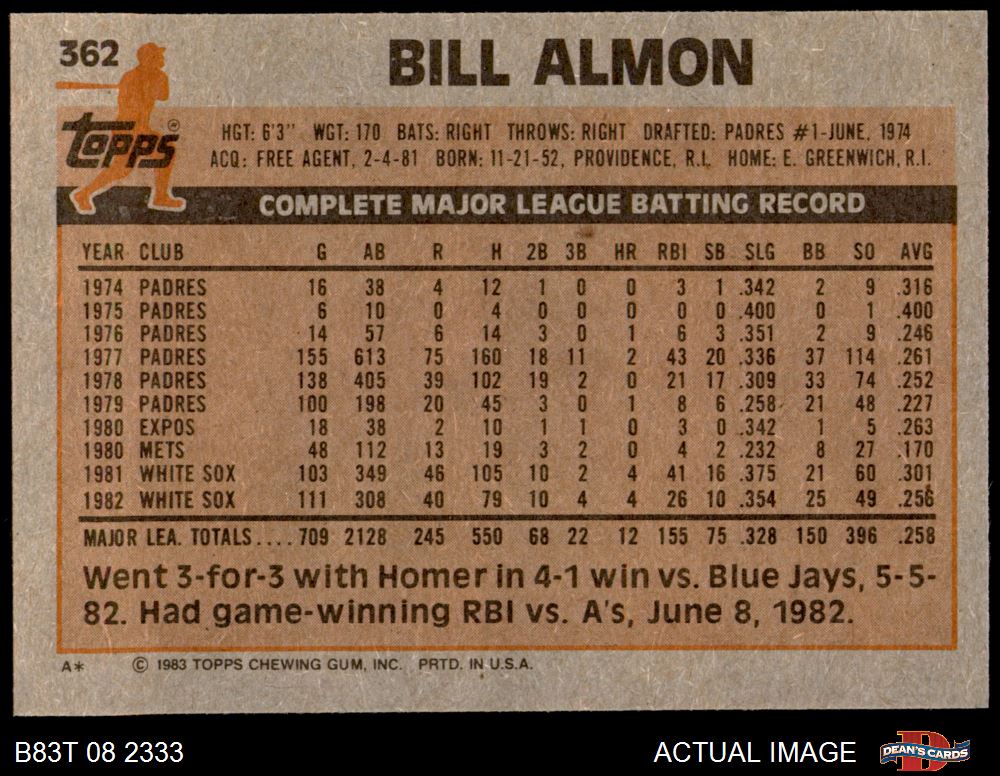 362
BILL ALMON
topps®
HGT: 6'3" WGT: 170 BATS: RIGHT THROWS: RIGHT DRAFTED: PADRES #1-JUNE, 1974
ACQ: FREE AGENT, 2-4-81 BORN: 11-21-52, PROVIDENCE, R.I. HOME: E. GREENWICH, R.I.
COMPLETE MAJOR LEAGUE BATTING RECORD
YEAR CLUB G AB R H 2B 3B HR RBI SB SLG BB SO AVG
1974 PADRES 16 38 4 12 1 0 0 3 1 .342 2 9 .316
1975 PADRES 6 10 0 4 0 0 0 0 0 .400 0 1 .400
1976 PADRES 14 57 6 14 3 0 1 6 3 .351 2 9 .246
1977 PADRES 155 613 75 160 18 11 2 43 20 .336 37 114 .261
1978 PADRES 138 405 39 102 19 2 0 21 17 .309 33 74 .252
1979 PADRES 100 198 20 45 3 0 1 8 6 .258 21 48 .227
1980 EXPOS 18 38 2 10 1 1 0 3 0 .342 1 5 .263
1980 METS 48 112 13 19 3 2 0 4 2 .232 8 27 .170
1981 WHITE SOX 103 349 46 105 10 2 4 41 16 .375 21 60 .301
1982 WHITE SOX 111 308 40 79 10 4 4 26 10 .354 25 49 .256
MAJOR LEA. TOTALS.... 709 2128 245 550 68 22 12 155 75 .328 150 396 .258
Went 3-for-3 with Homer in 4-1 win vs. Blue Jays, 5-5-
82. Had game-winning RBI vs. A's, June 8, 1982.
A* © 1983 TOPPS CHEWING GUM, INC. PRTD. IN U.S.A.
B83T 08 2333 ACTUAL IMAGE DEAN'S CARDS